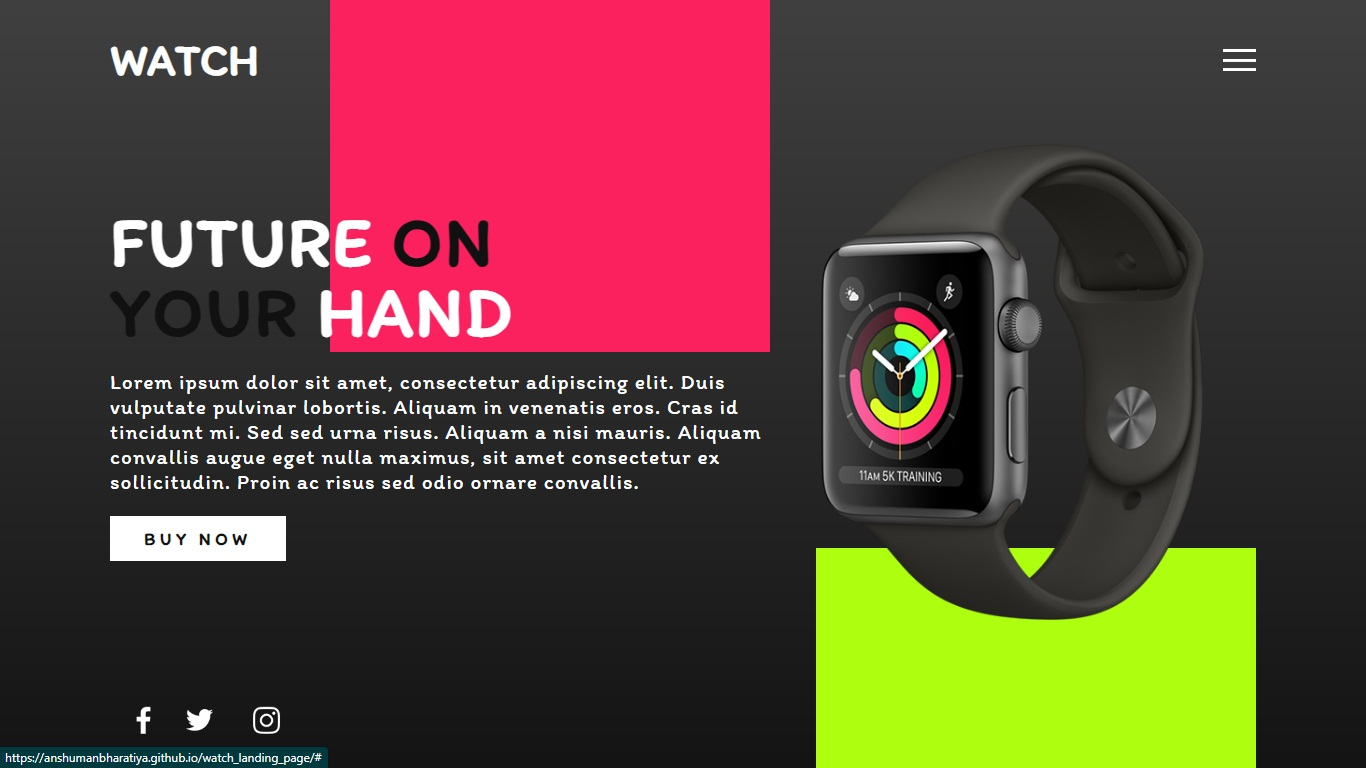 WATCH
FUTURE ON
YOUR HAND
Lorem ipsum dolor sit amet, consectetur adipiscing elit. Duis
vulputate pulvinar lobortis. Aliquam in venenatis eros. Cras id
tincidunt mi. Sed sed urna risus. Aliquam a nisi mauris. Aliquam
convallis augue eget nulla maximus, sit amet consectetur ex
sollicitudin. Proin ac risus sed odio ornare convallis.
BUY NOW
11AM 5K TRAINING
https://anshumanbharatiya.github.io/watch_landing_page/#